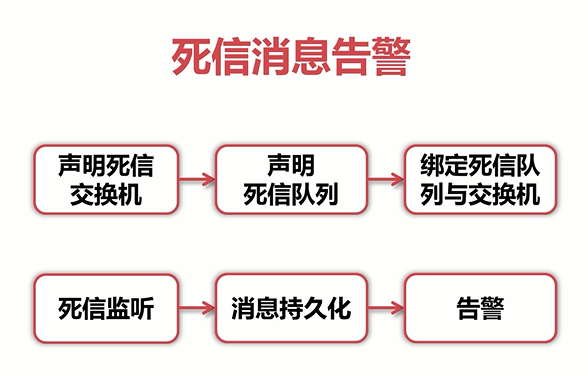 死信消息告警
声明死信
交换机
声明
死信队列
绑定死信队
列与交换机
死信监听
消息持久化
告警